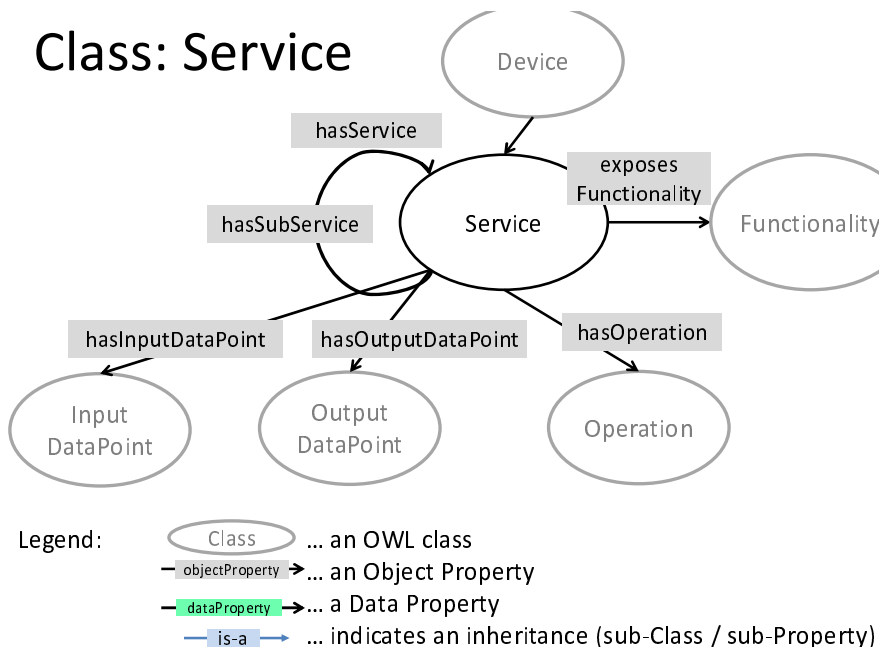 Class: Service
Device
hasService
exposes
Functionality
hasSubService
Service
Functionality
hasInputDataPoint
hasOutputDataPoint
hasOperation
Input
DataPoint
Output
DataPoint
Operation
Legend:
Class
... an OWL class
objectProperty
... an Object Property
dataProperty
... a Data Property
is-a
... indicates an inheritance (sub-Class / sub-Property)